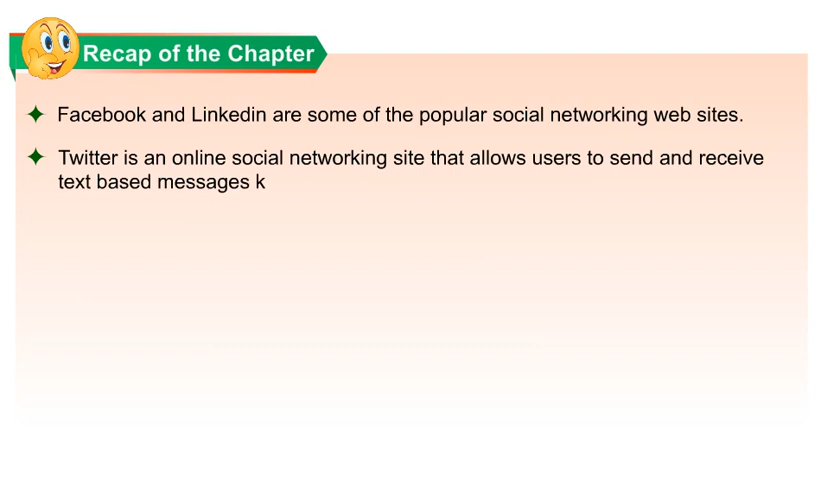 Recap of the Chapter
Facebook and Linkedin are some of the popular social networking web sites.
Twitter is an online social networking site that allows users to send and receive
text based messages k